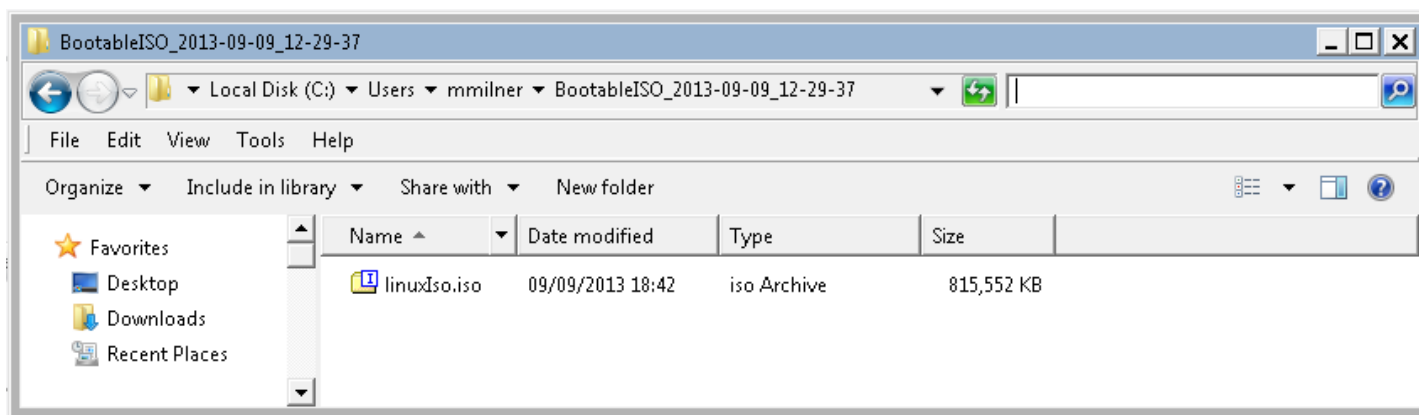 BootableISO_2013-09-09_12-29-37
Local Disk (C:) Users mmilner BootableISO_2013-09-09_12-29-37
File Edit View Tools Help
Organize Include in library Share with New folder
Favorites
Desktop
Downloads
Recent Places
Name Date modified Type Size
linuxIso.iso 09/09/2013 18:42 iso Archive 815,552 KB